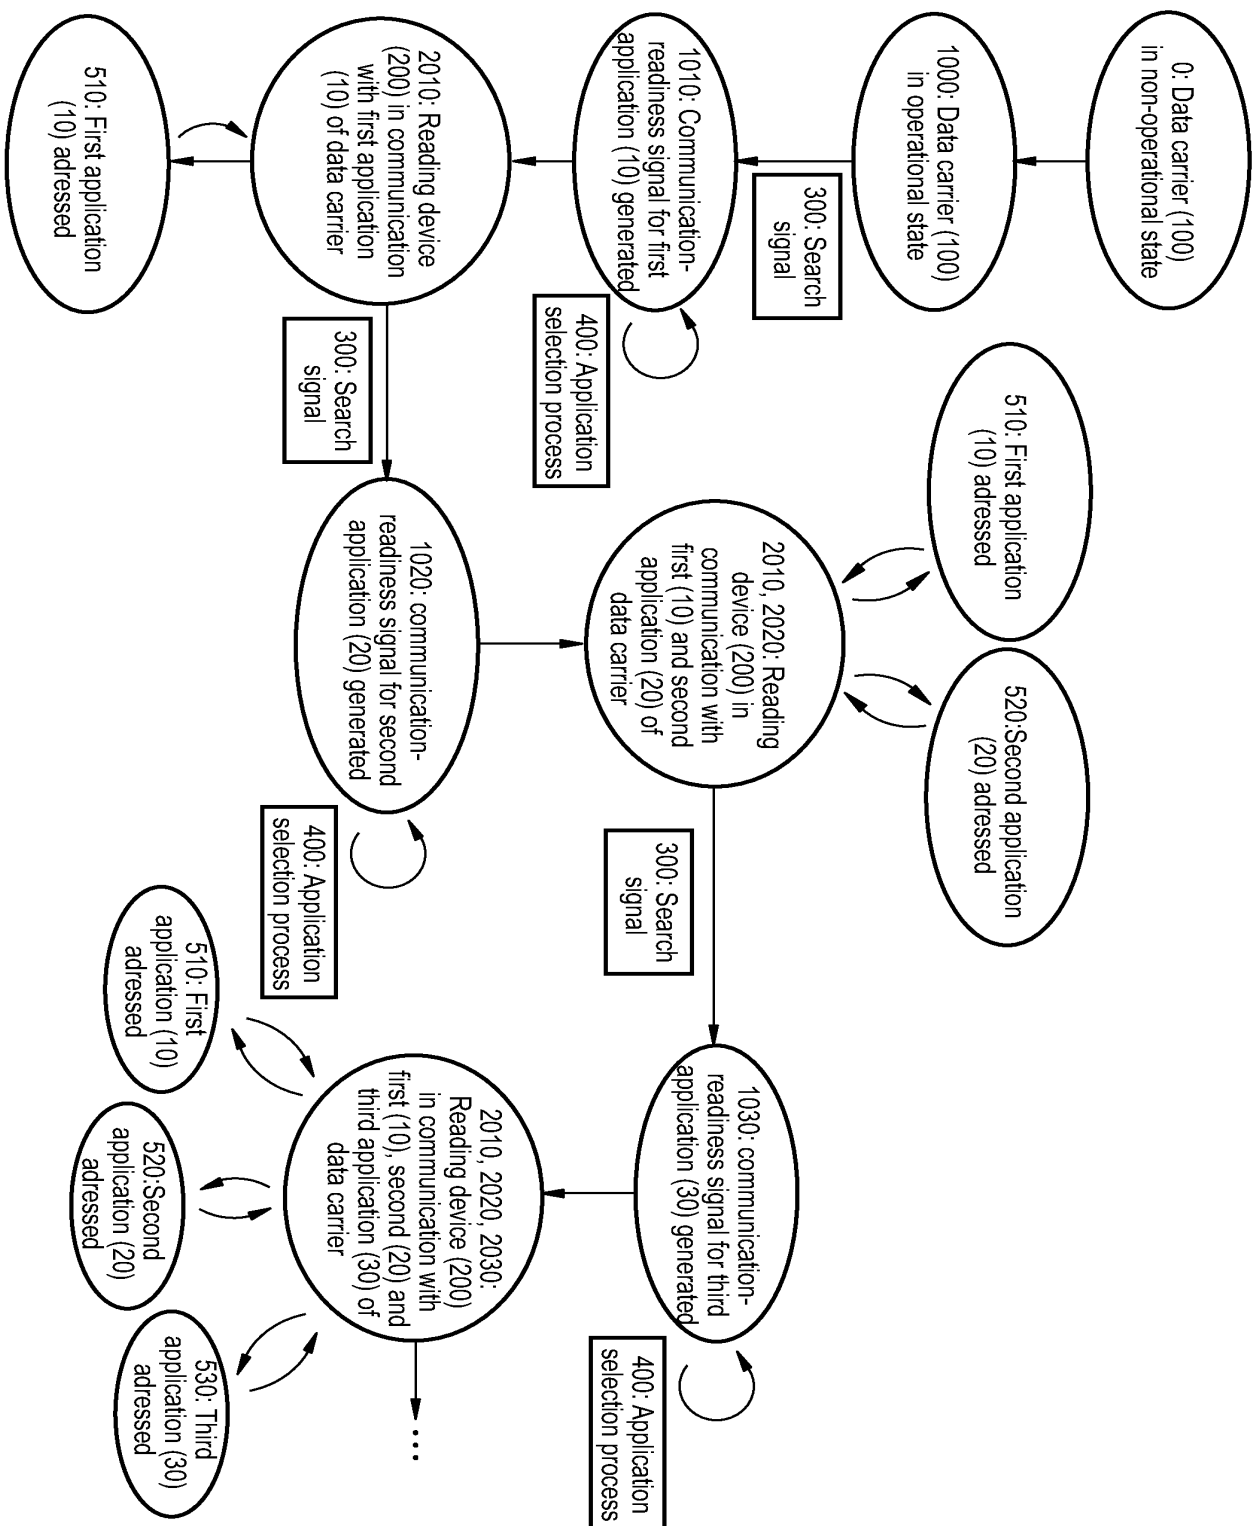 0: Data carrier (100)
in non-operational state
1000: Data carrier (100)
in operational state
300: Search
signal
1010: Communication-
readiness signal for first
application (10) generated
400: Application
selection process
2010: Reading device
(200) in communication
with first application
(10) of data carrier
510: First application
(10) adressed
300: Search
signal
1020: communication-
readiness signal for second
application (20) generated
400: Application
selection process
2010, 2020: Reading
device (200) in
communication with
first (10) and second
application (20) of
data carrier
510: First application
(10) adressed
520:Second application
(20) adressed
300: Search
signal
1030: communication-
readiness signal for third
application (30) generated
400: Application
selection process
2010, 2020, 2030:
Reading device (200)
in communication with
first (10), second (20) and
third application (30) of
data carrier
510: First
application (10)
adressed
520:Second
application (20)
adressed
530: Third
application (30)
adressed
...